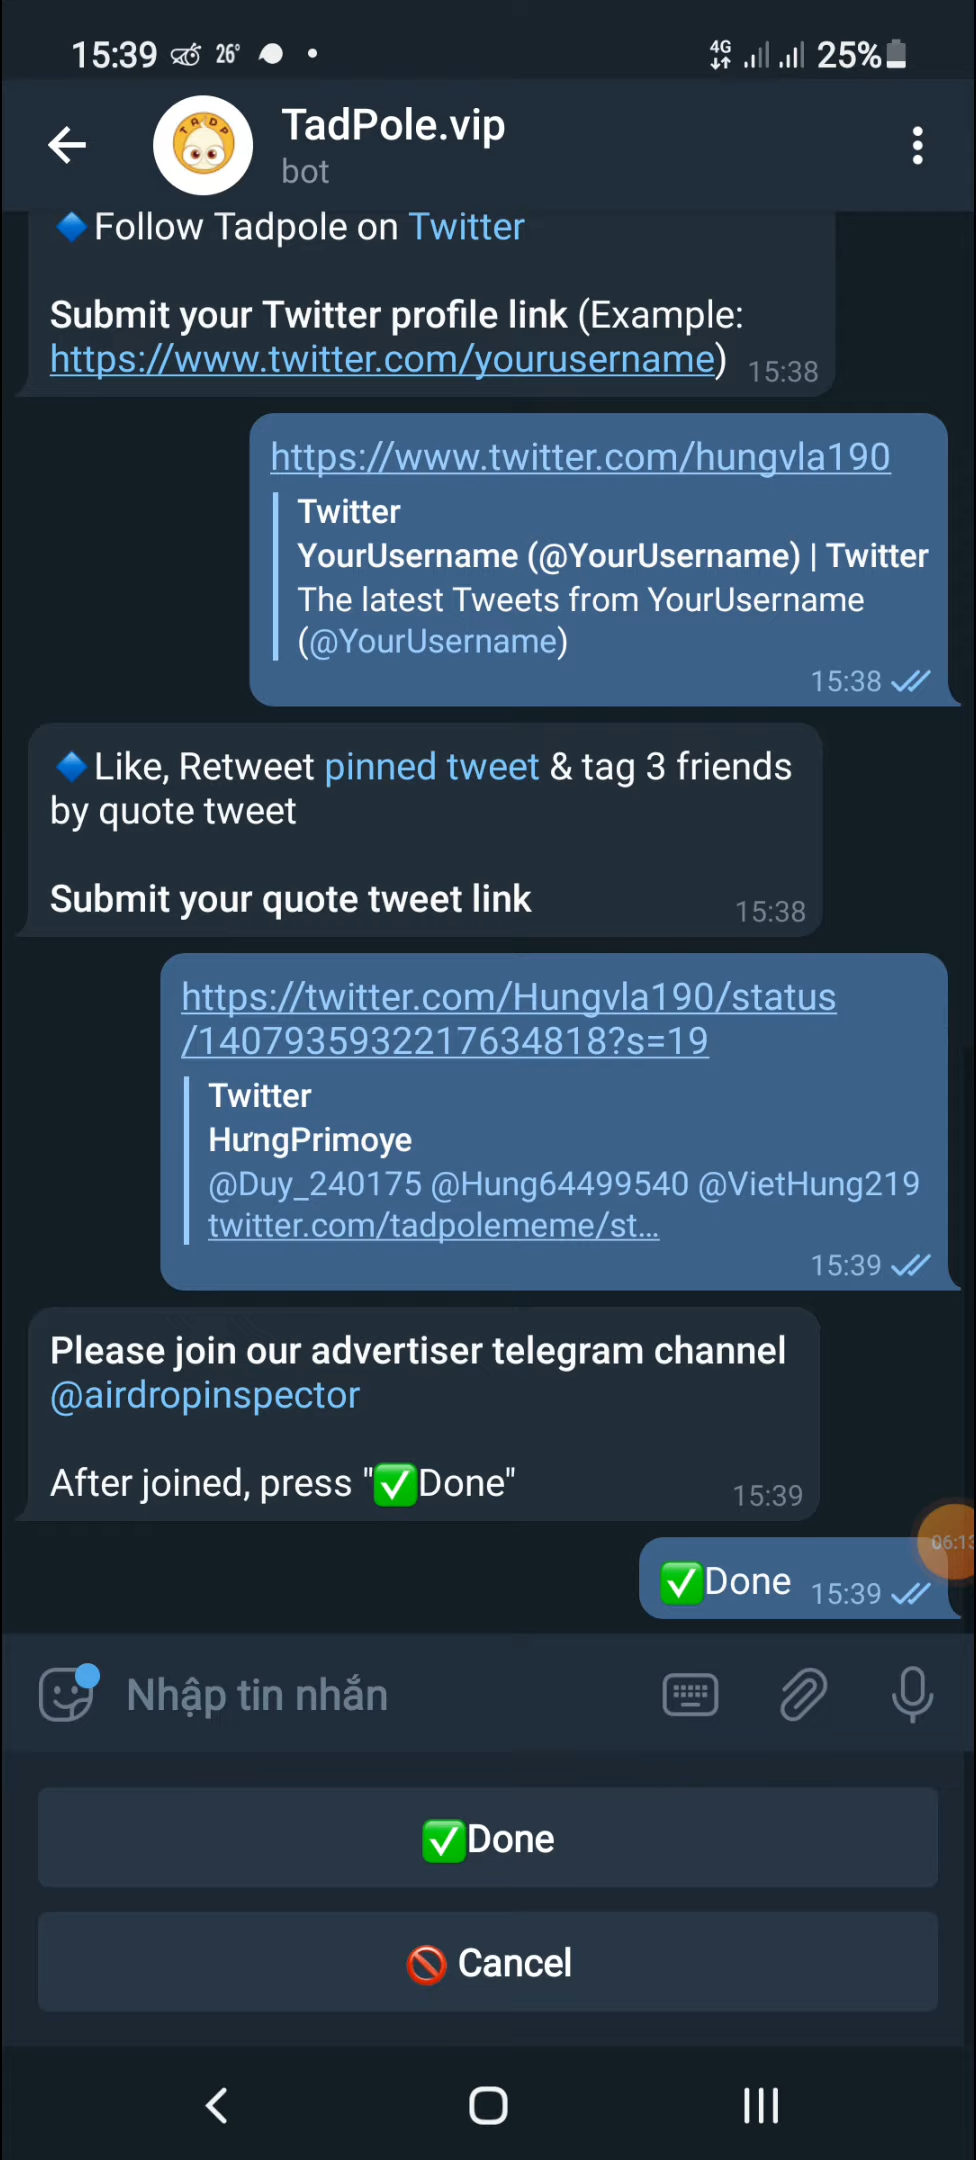 15:39 26° 4G 25%
TADP
TadPole.vip
bot
🔷Follow Tadpole on Twitter
Submit your Twitter profile link (Example:
https://www.twitter.com/yourusername) 15:38
https://www.twitter.com/hungvla190
Twitter
YourUsername (@YourUsername) | Twitter
The latest Tweets from YourUsername
(@YourUsername)
15:38
🔷Like, Retweet pinned tweet & tag 3 friends
by quote tweet
Submit your quote tweet link
15:38
https://twitter.com/Hungvla190/status
/1407935932217634818?s=19
Twitter
HưngPrimoye
@Duy_240175 @Hung64499540 @VietHung219
twitter.com/tadpolememe/st...
15:39
Please join our advertiser telegram channel
@airdropinspector
After joined, press "✅Done"
15:39
06:13
✅Done 15:39
Nhập tin nhắn
✅Done
🚫 Cancel